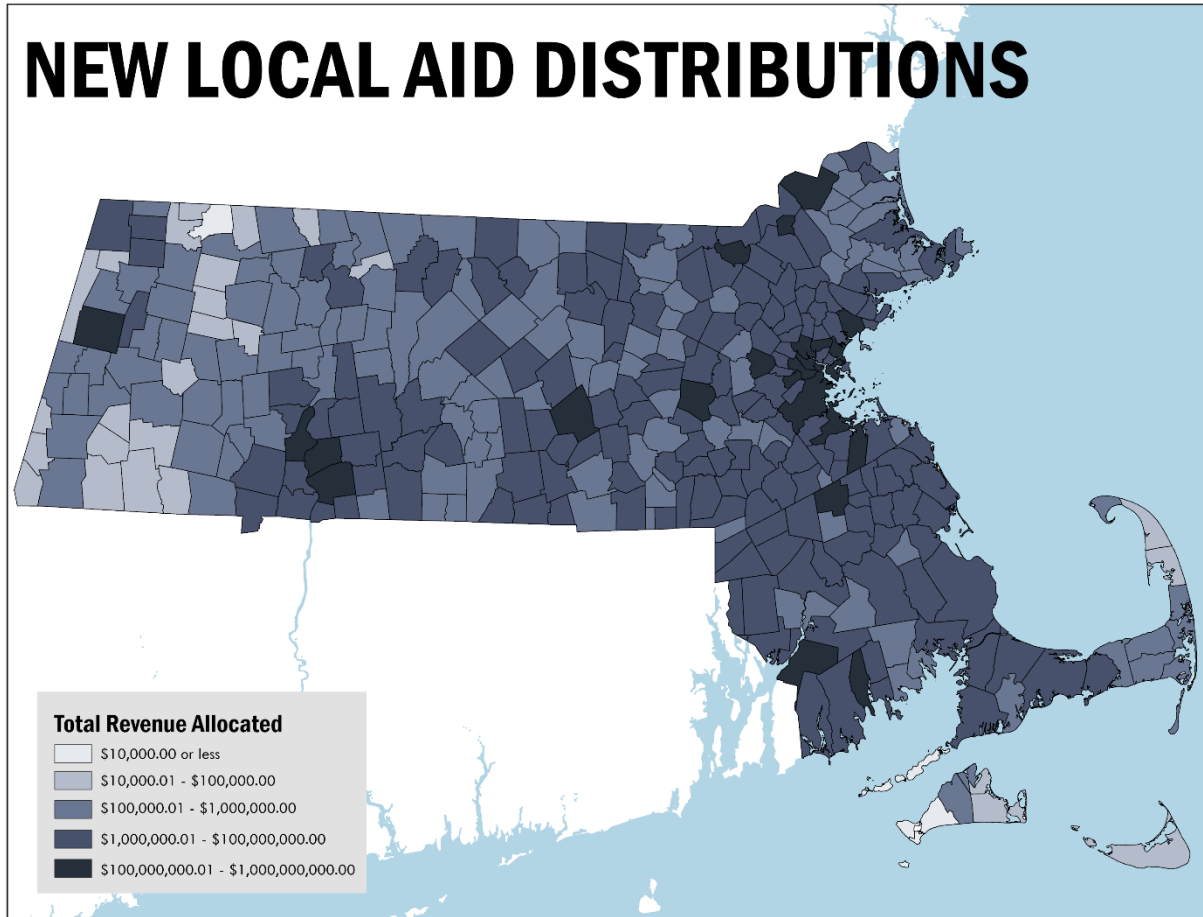 NEW LOCAL AID DISTRIBUTIONS
Total Revenue Allocated
$10,000.00 or less
$10,000.01 - $100,000.00
$100,000.01 - $1,000,000.00
$1,000,000.01 - $100,000,000.00
$100,000,000.01 - $1,000,000,000.00